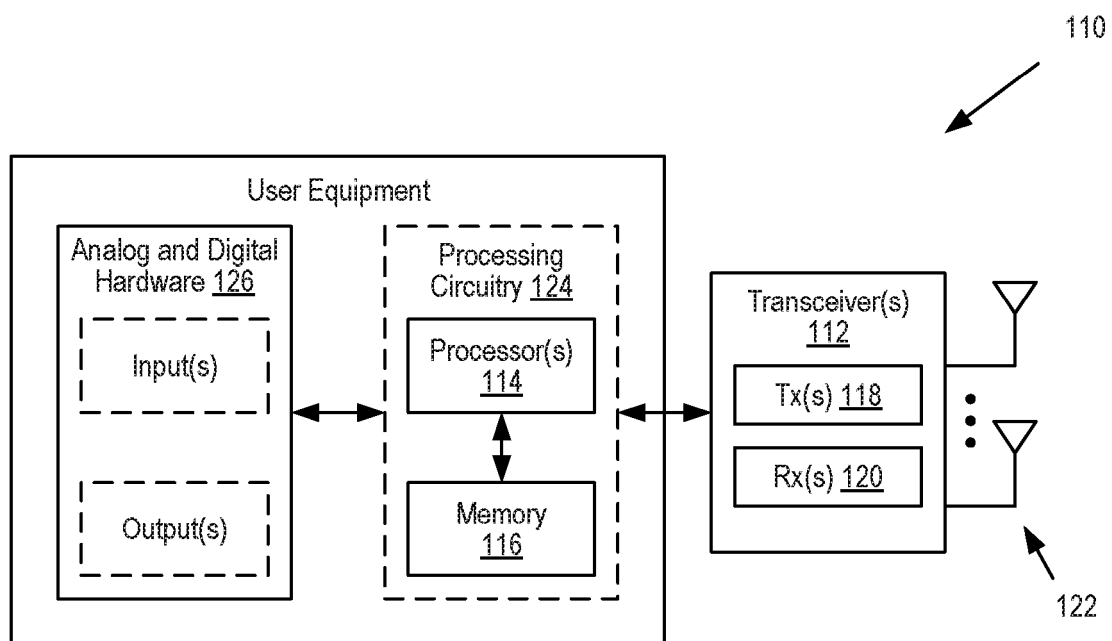 110
User Equipment
Analog and Digital
Hardware 126
Input(s)
Output(s)
Processing
Circuitry 124
Processor(s)
114
Memory
116
Transceiver(s)
112
Tx(s) 118
Rx(s) 120
122